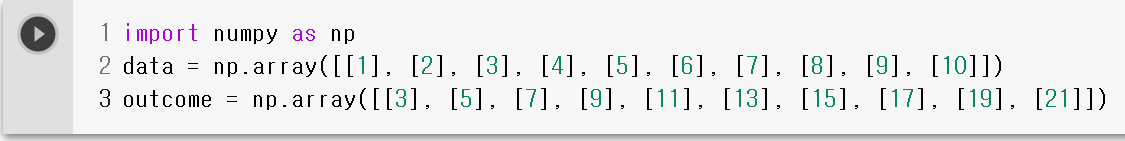 1 import numpy as np
2 data = np.array([[1], [2], [3], [4], [5], [6], [7], [8], [9], [10]])
3 outcome = np.array([[3], [5], [7], [9], [11], [13], [15], [17], [19], [21]])